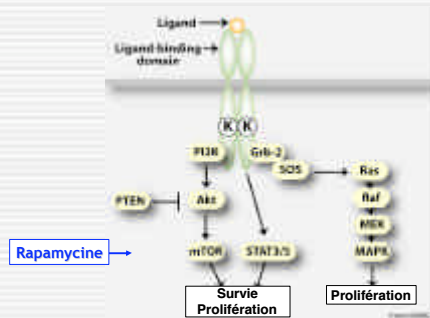 Ligand
Ligand-binding
domain
K K
PI3K
Grb-2
SOS
Ras
PTEN
Akt
Raf
MEK
Rapamycine
mTOR
STAT3/5
MAPK
Survie
Prolifération
Prolifération